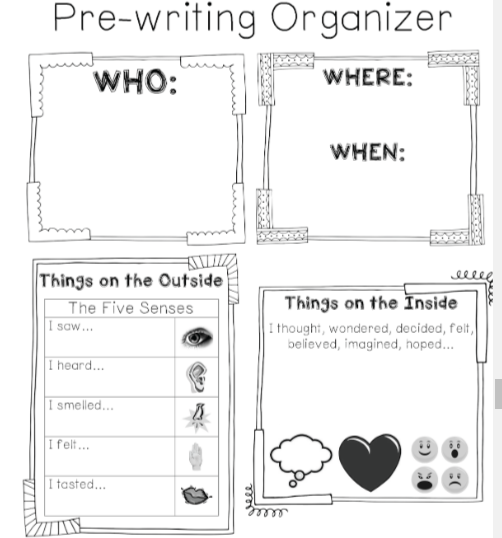 Pre-writing Organizer
WHO:
WHERE:
WHEN:
Things on the Outside
The Five Senses
I saw...
I heard...
I smelled...
I felt...
I tasted...
Things on the Inside
I thought, wondered, decided, felt,
believed, imagined, hoped...